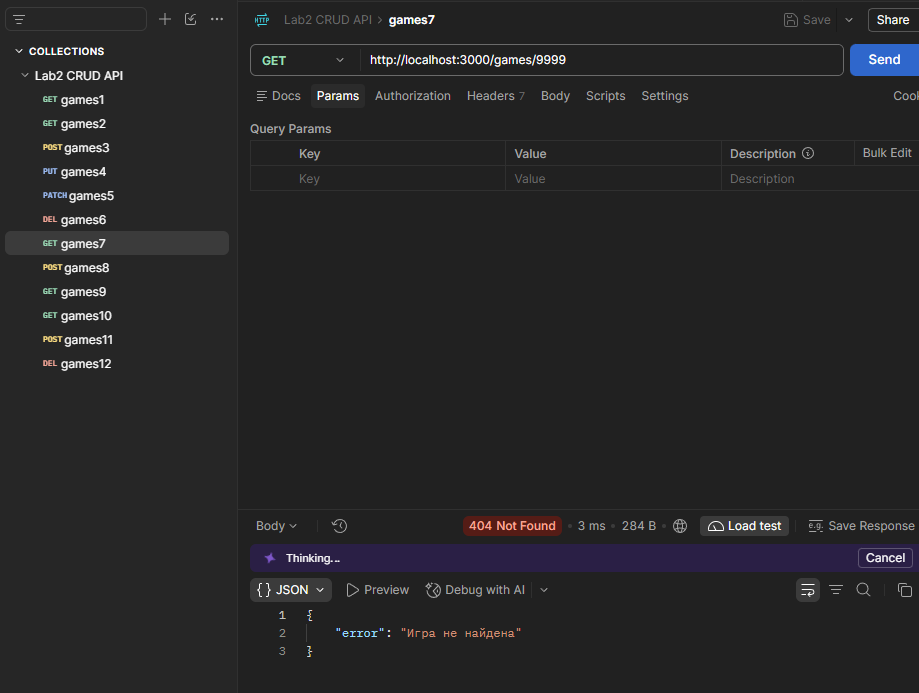 HTTP Lab2 CRUD API > games7 Save Share
COLLECTIONS
Lab2 CRUD API
GET games1
GET games2
POST games3
PUT games4
PATCH games5
DEL games6
GET games7
POST games8
GET games9
GET games10
POST games11
DEL games12
GET http://localhost:3000/games/9999 Send
Docs Params Authorization Headers 7 Body Scripts Settings Cook
Query Params
Key Value Description Bulk Edit
Key Value Description
Body 404 Not Found • 3 ms • 284 B • Load test e.g. Save Response
Thinking... Cancel
{} JSON Preview Debug with AI
1 {
2 "error": "Игра не найдена"
3 }